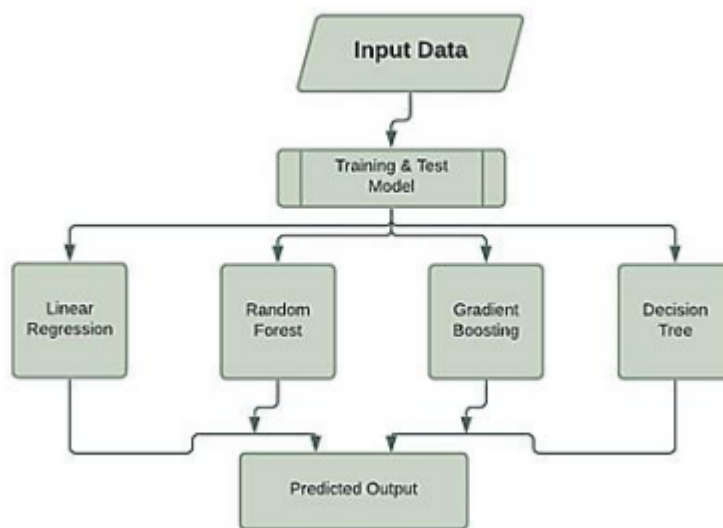 Input Data
Training & Test
Model
Linear
Regression
Random
Forest
Gradient
Boosting
Decision
Tree
Predicted Output